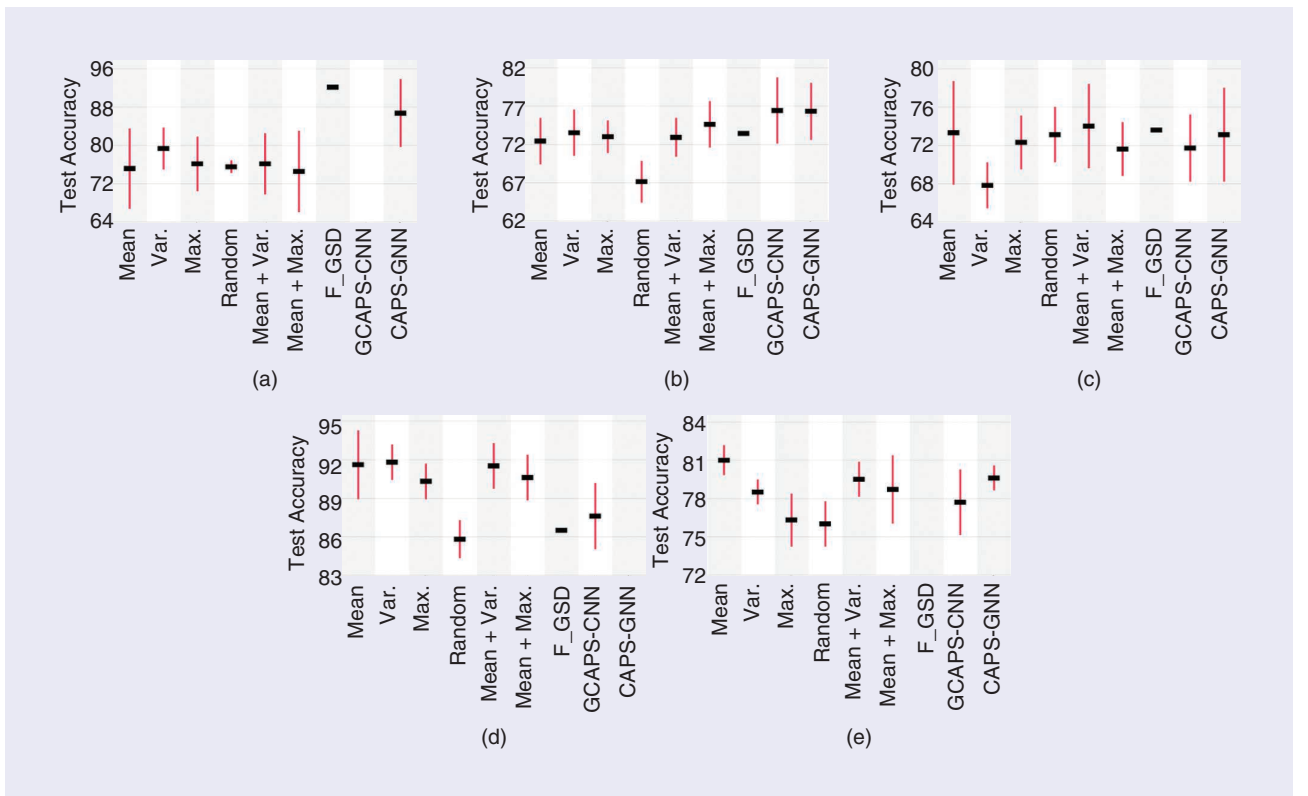 Test Accuracy
96
88
80
72
64
Mean
Var.
Max.
Random
Mean + Var.
Mean + Max.
F_GSD
GCAPS-CNN
CAPS-GNN
(a)
Test Accuracy
82
77
72
67
62
Mean
Var.
Max.
Random
Mean + Var.
Mean + Max.
F_GSD
GCAPS-CNN
CAPS-GNN
(b)
Test Accuracy
80
76
72
68
64
Mean
Var.
Max.
Random
Mean + Var.
Mean + Max.
F_GSD
GCAPS-CNN
CAPS-GNN
(c)
Test Accuracy
95
92
89
86
83
Mean
Var.
Max.
Random
Mean + Var.
Mean + Max.
F_GSD
GCAPS-CNN
CAPS-GNN
(d)
Test Accuracy
84
81
78
75
72
Mean
Var.
Max.
Random
Mean + Var.
Mean + Max.
F_GSD
GCAPS-CNN
CAPS-GNN
(e)